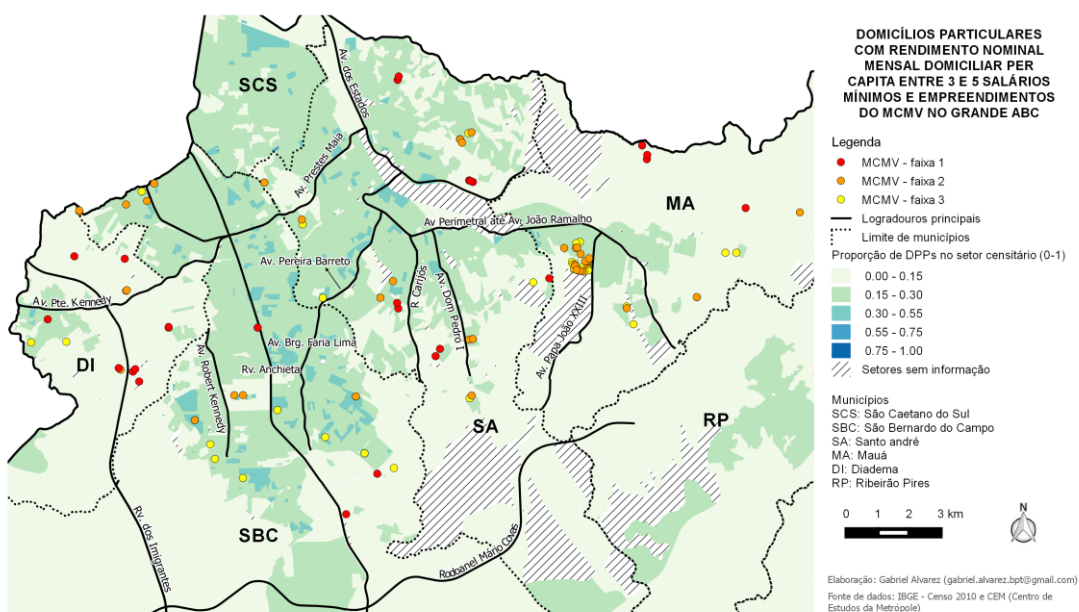 DOMICÍLIOS PARTICULARES
COM RENDIMENTO NOMINAL
MENSAL DOMICILIAR PER
CAPITA ENTRE 3 E 5 SALÁRIOS
MÍNIMOS E EMPREENDIMENTOS
DO MCMV NO GRANDE ABC
Legenda
MCMV - faixa 1
MCMV - faixa 2
MCMV - faixa 3
Logradouros principais
Limite de municípios
Proporção de DPPs no setor censitário (0-1)
0.00 - 0.15
0.15 - 0.30
0.30 - 0.55
0.55 - 0.75
0.75 - 1.00
Setores sem informação
Municípios
SCS: São Caetano do Sul
SBC: São Bernardo do Campo
SA: Santo andré
MA: Mauá
DI: Diadema
RP: Ribeirão Pires
0 1 2 3 km
N
Elaboração: Gabriel Alvarez (gabriel.alvarez.bpt@gmail.com)
Fonte de dados: IBGE - Censo 2010 e CEM (Centro de
Estudos da Metrópole)
SCS
Av. dos Estados
Av. Prestes Maia
MA
Av Perimetral até Av. João Ramalho
Av. Pereira Barreto
R Carijós
Av. Dom Pedro I
Av. Pte. Kennedy
Av. Papa João XXIII
Av. Brg. Faria Lima
DI
Av. Robert Kennedy
Rv. Anchieta
SA
RP
Rv. dos Imigrantes
SBC
Rodoanel Mário Covas